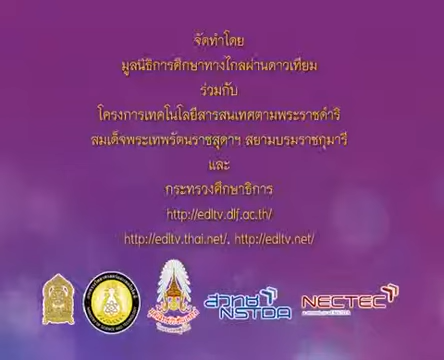 จัดทำโดย
มูลนิธิการศึกษาทางไกลผ่านดาวเทียม
ร่วมกับ
โครงการเทคโนโลยีสารสนเทศตามพระราชดำริ
สมเด็จพระเทพรัตนราชสุดาฯ สยามบรมราชกุมารี
และ
กระทรวงศึกษาธิการ
http://edltv.dlf.ac.th/
http://edltv.thai.net/, http://edltv.net/
สวทช
NSTDA
NECTEC